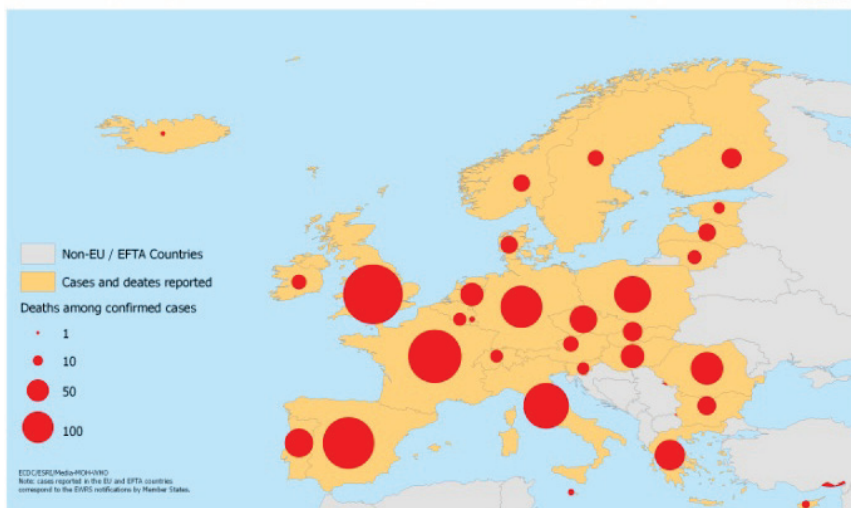 Non-EU / EFTA Countries
Cases and deates reported
Deaths among confirmed cases
1
10
50
100
ECDC/ESRI/Media-MOH-WHO
Note: cases reported in the EU and EFTA countries
correspond to the EWRS notifications by Member States.